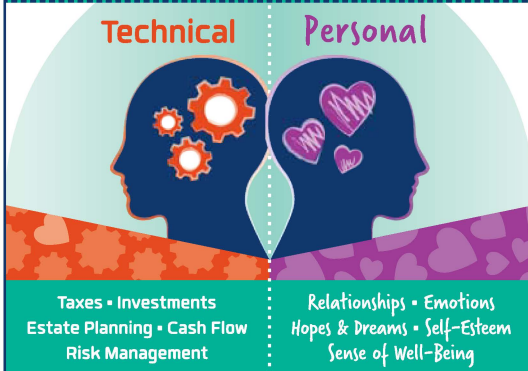 Technical
Personal
Taxes ▪ Investments
Estate Planning ▪ Cash Flow
Risk Management
Relationships ▪ Emotions
Hopes & Dreams ▪ Self-Esteem
Sense of Well-Being